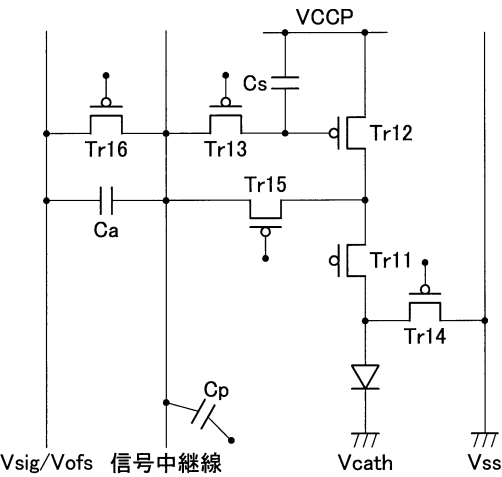 VCCP
Cs
Tr16
Tr13
Tr12
Tr15
Ca
Tr11
Tr14
Cp
Vsig/Vofs 信号中継線 Vcath Vss